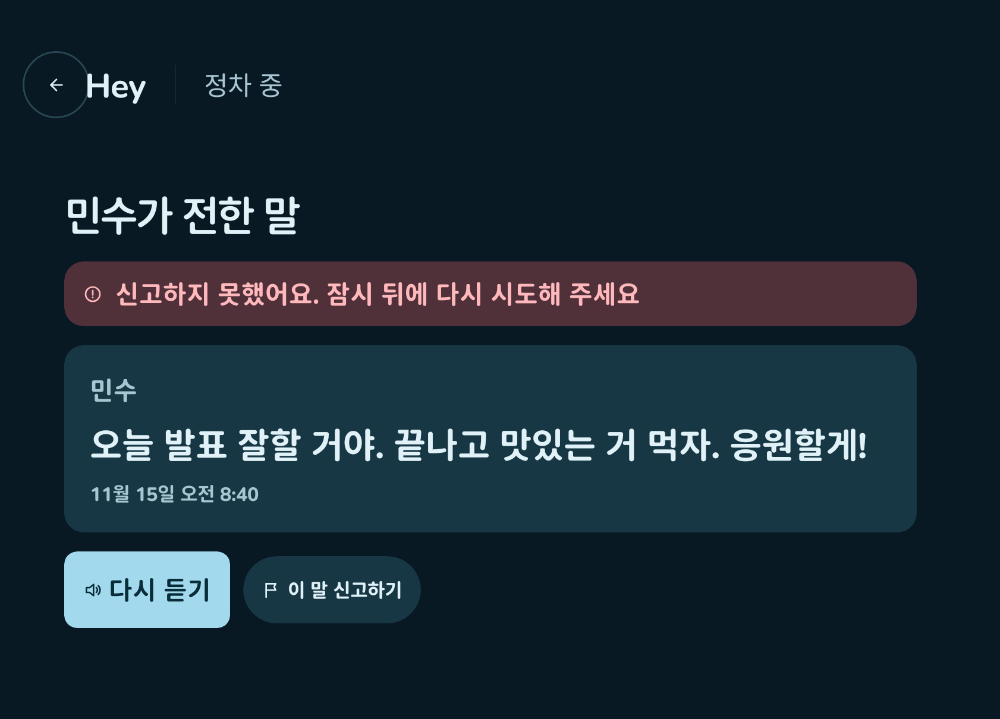 Hey 정차 중
민수가 전한 말
신고하지 못했어요. 잠시 뒤에 다시 시도해 주세요
민수
오늘 발표 잘할 거야. 끝나고 맛있는 거 먹자. 응원할게!
11월 15일 오전 8:40
다시 듣기
이 말 신고하기